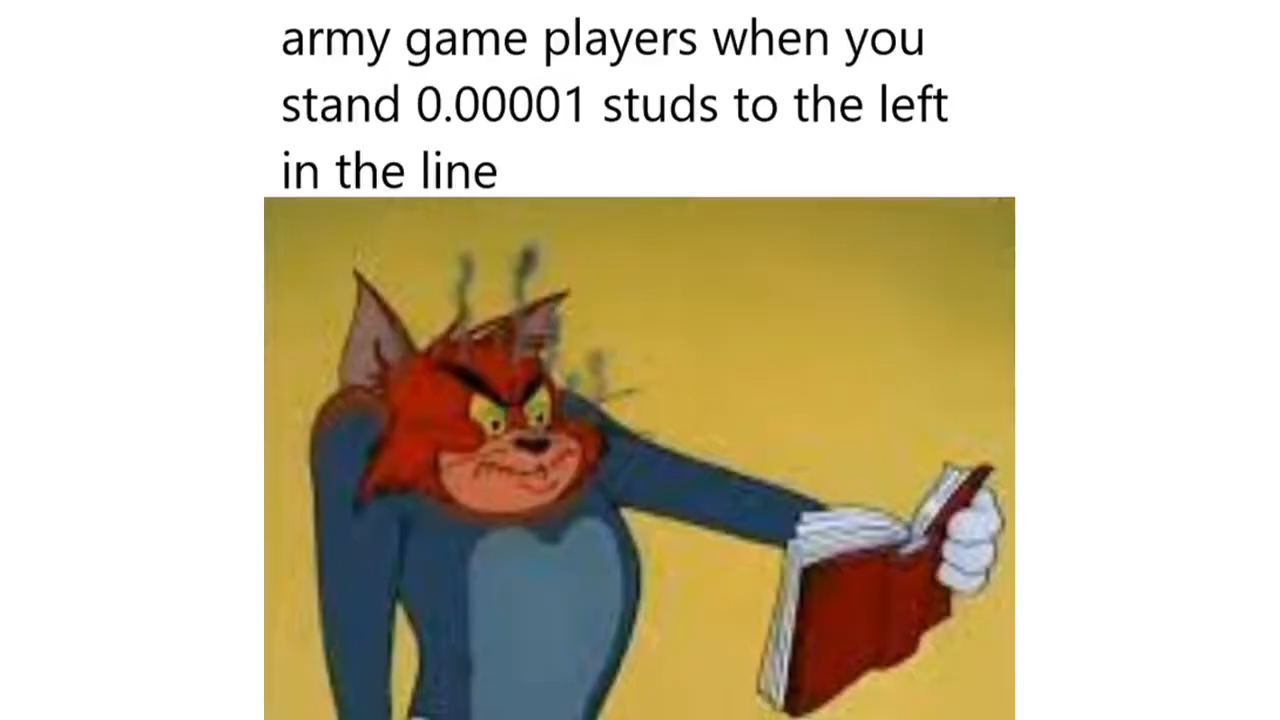 army game players when you
stand 0.00001 studs to the left
in the line